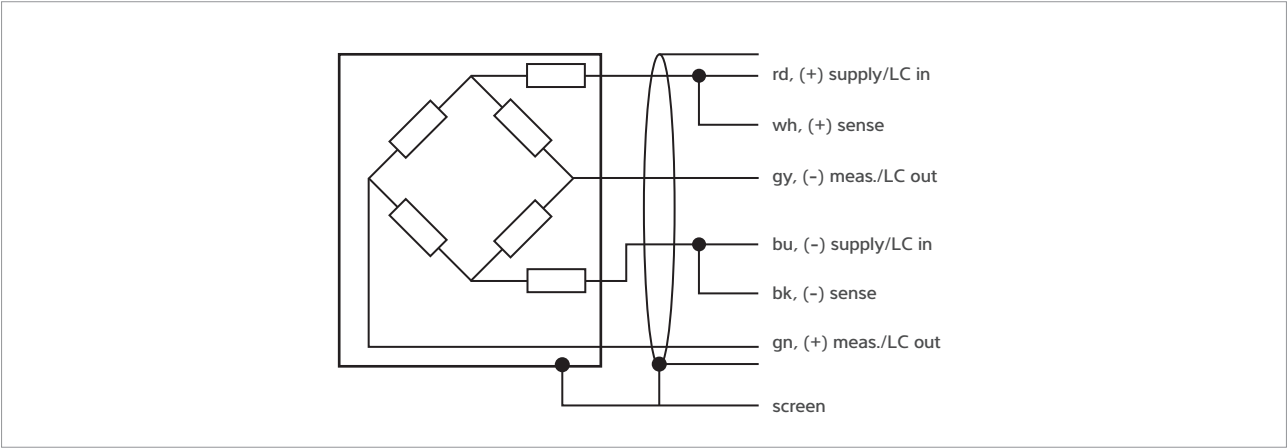 rd, (+) supply/LC in
wh, (+) sense
gy, (-) meas./LC out
bu, (-) supply/LC in
bk, (-) sense
gn, (+) meas./LC out
screen